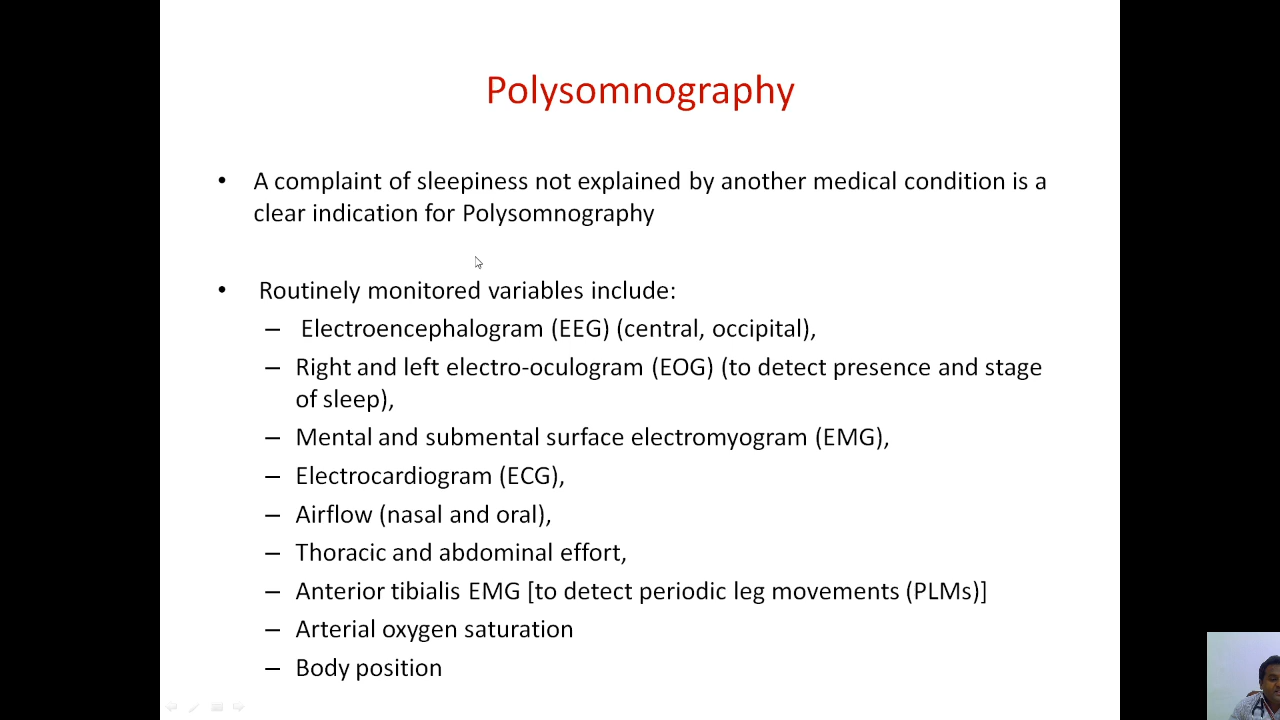 Polysomnography
• A complaint of sleepiness not explained by another medical condition is a
clear indication for Polysomnography
• Routinely monitored variables include:
– Electroencephalogram (EEG) (central, occipital),
– Right and left electro-oculogram (EOG) (to detect presence and stage
of sleep),
– Mental and submental surface electromyogram (EMG),
– Electrocardiogram (ECG),
– Airflow (nasal and oral),
– Thoracic and abdominal effort,
– Anterior tibialis EMG [to detect periodic leg movements (PLMs)]
– Arterial oxygen saturation
– Body position